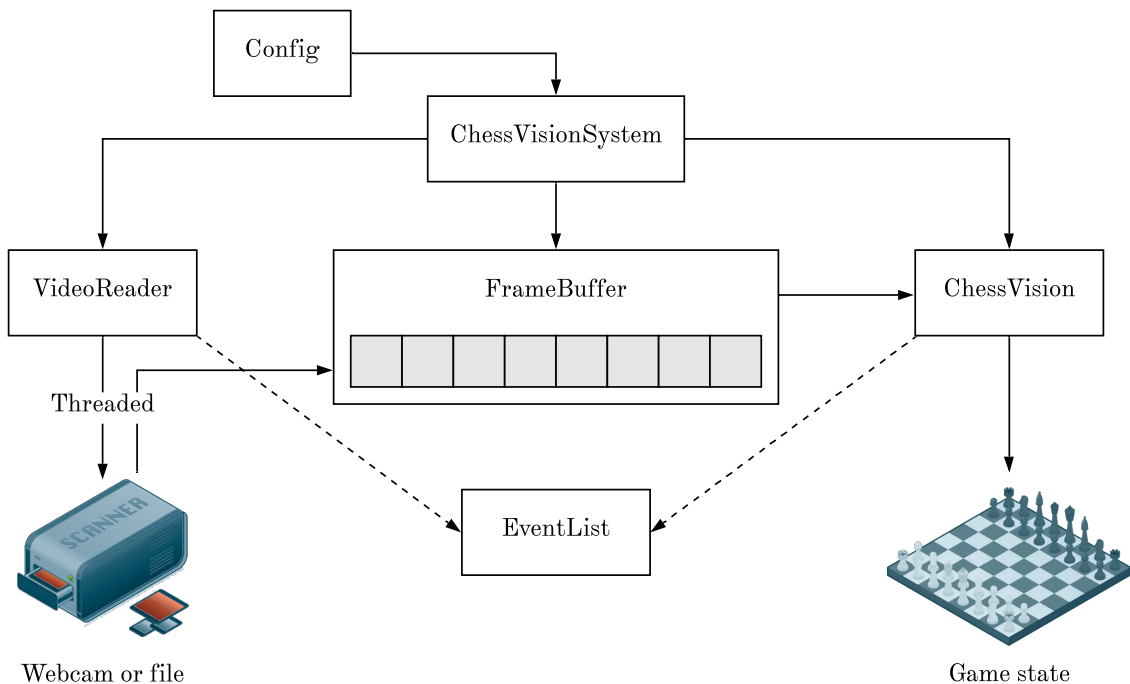 Config
ChessVisionSystem
VideoReader
FrameBuffer
ChessVision
Threaded
SCANNER
EventList
Webcam or file
Game state